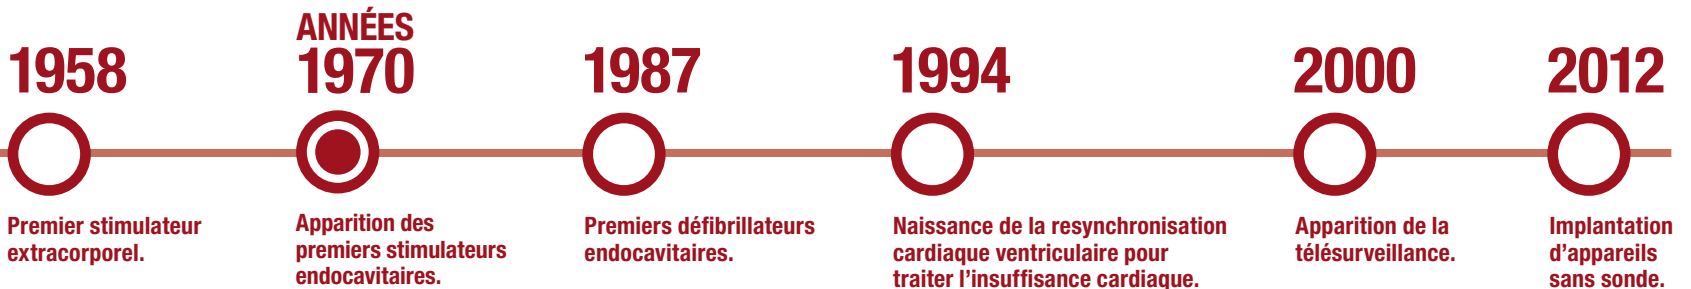 1958
Premier stimulateur
extracorporel.
ANNÉES
1970
Apparition des
premiers stimulateurs
endocavitaires.
1987
Premiers défibrillateurs
endocavitaires.
1994
Naissance de la resynchronisation
cardiaque ventriculaire pour
traiter l’insuffisance cardiaque.
2000
Apparition de la
télésurveillance.
2012
Implantation
d’appareils
sans sonde.